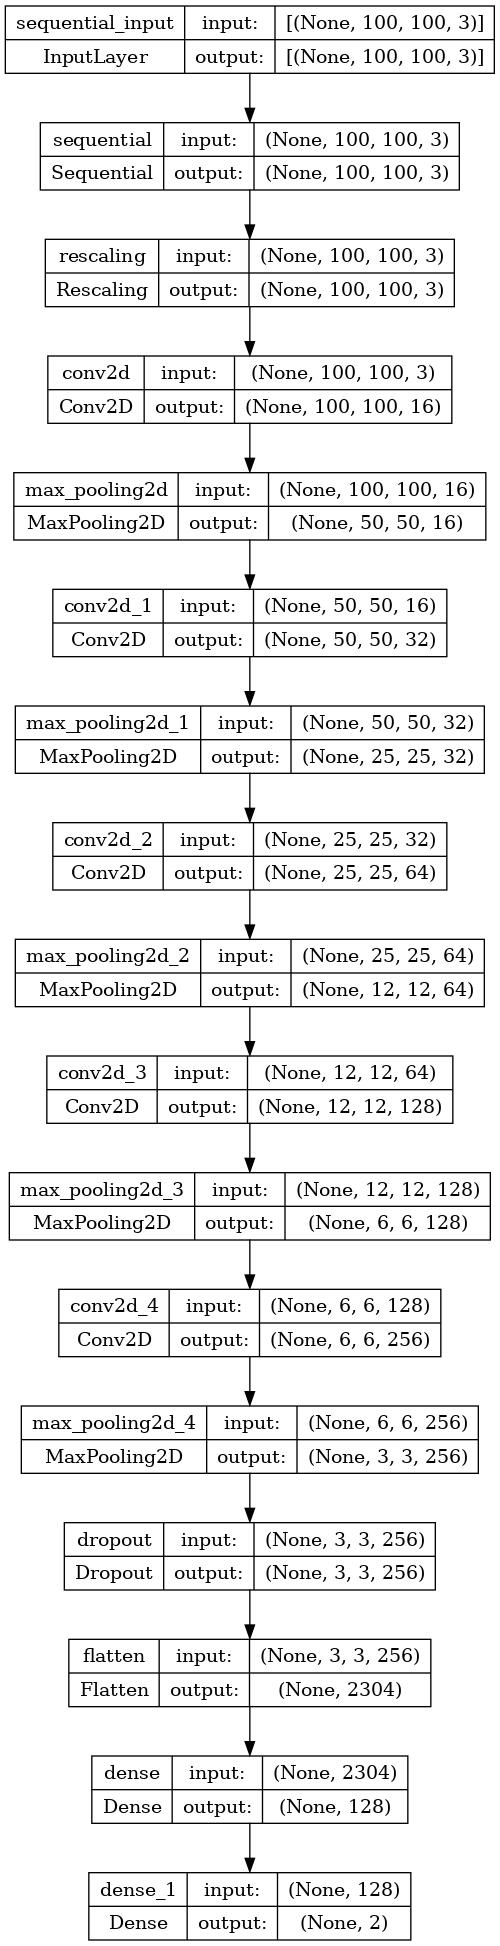 sequential_input input: [(None, 100, 100, 3)]
InputLayer output: [(None, 100, 100, 3)]
sequential input: (None, 100, 100, 3)
Sequential output: (None, 100, 100, 3)
rescaling input: (None, 100, 100, 3)
Rescaling output: (None, 100, 100, 3)
conv2d input: (None, 100, 100, 3)
Conv2D output: (None, 100, 100, 16)
max_pooling2d input: (None, 100, 100, 16)
MaxPooling2D output: (None, 50, 50, 16)
conv2d_1 input: (None, 50, 50, 16)
Conv2D output: (None, 50, 50, 32)
max_pooling2d_1 input: (None, 50, 50, 32)
MaxPooling2D output: (None, 25, 25, 32)
conv2d_2 input: (None, 25, 25, 32)
Conv2D output: (None, 25, 25, 64)
max_pooling2d_2 input: (None, 25, 25, 64)
MaxPooling2D output: (None, 12, 12, 64)
conv2d_3 input: (None, 12, 12, 64)
Conv2D output: (None, 12, 12, 128)
max_pooling2d_3 input: (None, 12, 12, 128)
MaxPooling2D output: (None, 6, 6, 128)
conv2d_4 input: (None, 6, 6, 128)
Conv2D output: (None, 6, 6, 256)
max_pooling2d_4 input: (None, 6, 6, 256)
MaxPooling2D output: (None, 3, 3, 256)
dropout input: (None, 3, 3, 256)
Dropout output: (None, 3, 3, 256)
flatten input: (None, 3, 3, 256)
Flatten output: (None, 2304)
dense input: (None, 2304)
Dense output: (None, 128)
dense_1 input: (None, 128)
Dense output: (None, 2)